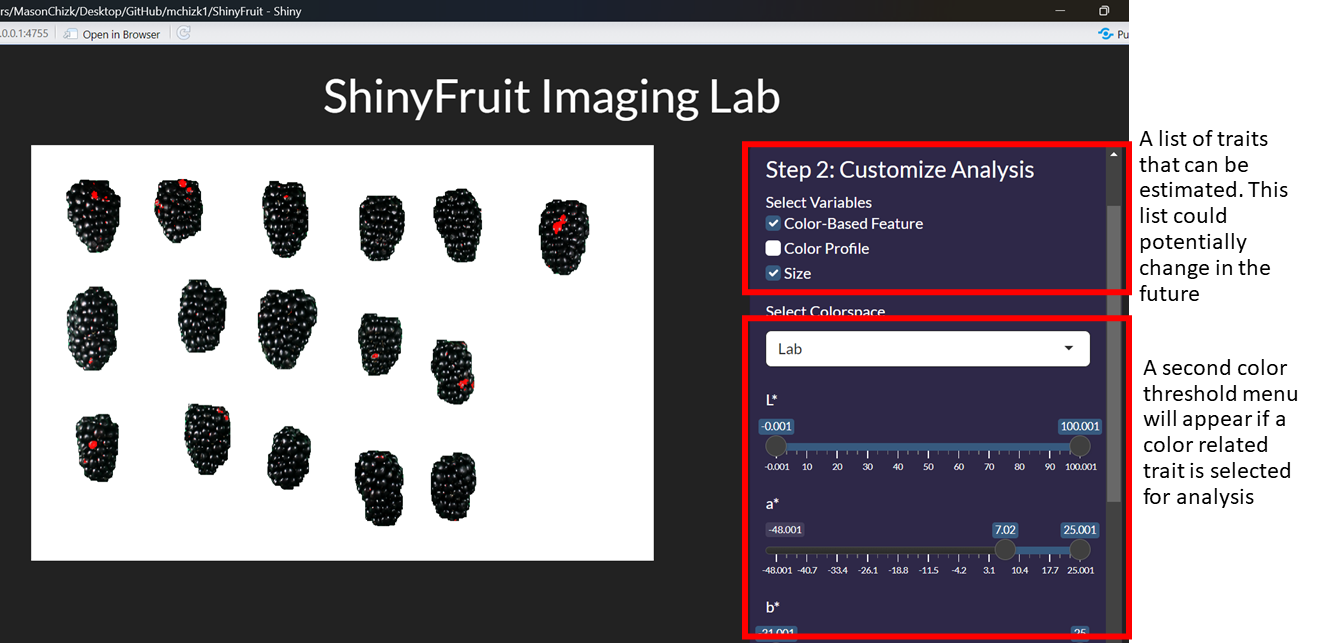 rs/MasonChizk/Desktop/GitHub/mchizk1/ShinyFruit - Shiny
.0.0.1:4755
Open in Browser
Pu
ShinyFruit Imaging Lab
Step 2: Customize Analysis
Select Variables
Color-Based Feature
Color Profile
Size
Select Colorspace
Lab
L*
-0.001 100.001
-0.001 10 20 30 40 50 60 70 80 90 100.001
a*
-48.001 7.02 25.001
-48.001 -40.7 -33.4 -26.1 -18.8 -11.5 -4.2 3.1 10.4 17.7 25.001
b*
25
A list of traits
that can be
estimated. This
list could
potentially
change in the
future
A second color
threshold menu
will appear if a
color related
trait is selected
for analysis